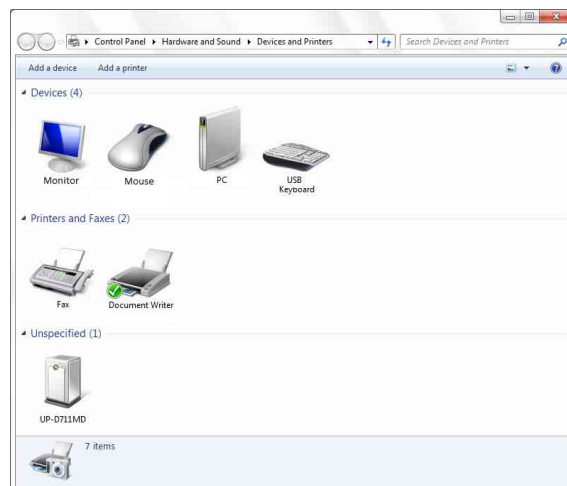 Control Panel ▸ Hardware and Sound ▸ Devices and Printers
Search Devices and Printers
Add a device Add a printer
Devices (4)
Monitor
Mouse
PC
USB
Keyboard
Printers and Faxes (2)
Fax
Document Writer
Unspecified (1)
UP-D711MD
7 items